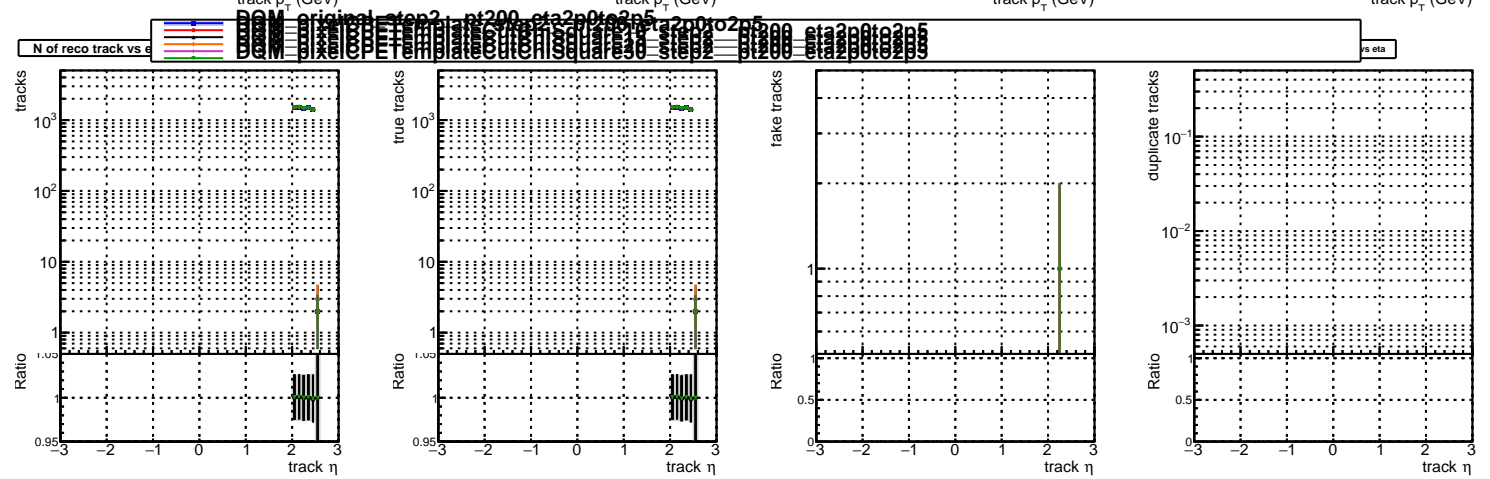 track p_T (GeV) track p_T (GeV) track p_T (GeV) track p_T (GeV)
DQM_original_step2__pt200_eta2p0to2p5
N of reco track vs e
vs eta
tracks
10³
10²
10
1
1.05
Ratio
1
0.95
−3 −2 −1 0 1 2 3
track η
true tracks
10³
10²
10
1
1.05
Ratio
1
0.95
−3 −2 −1 0 1 2 3
track η
fake tracks
1
Ratio
1
0.5
0
−3 −2 −1 0 1 2 3
track η
duplicate tracks
10⁻¹
10⁻²
10⁻³
Ratio
1
0.5
0
−3 −2 −1 0 1 2 3
track η